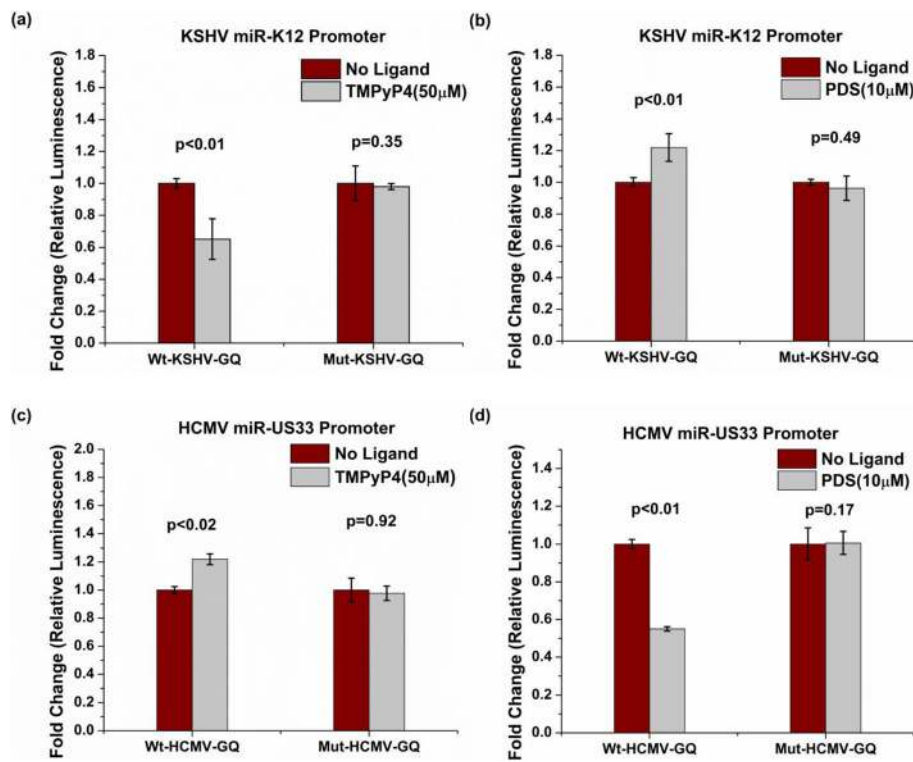 (a)
KSHV miR-K12 Promoter
Fold Change (Relative Luminescence)
1.8
1.6
1.4
1.2
1.0
0.8
0.6
0.4
0.2
0.0
No Ligand
TMPyP4(50μM)
p<0.01
p=0.35
Wt-KSHV-GQ
Mut-KSHV-GQ
(b)
KSHV miR-K12 Promoter
Fold Change (Relative Luminescence)
1.8
1.6
1.4
1.2
1.0
0.8
0.6
0.4
0.2
0.0
No Ligand
PDS(10μM)
p<0.01
p=0.49
Wt-KSHV-GQ
Mut-KSHV-GQ
(c)
HCMV miR-US33 Promoter
Fold Change (Relative Luminescence)
2.0
1.8
1.6
1.4
1.2
1.0
0.8
0.6
0.4
0.2
0.0
No Ligand
TMPyP4(50μM)
p<0.02
p=0.92
Wt-HCMV-GQ
Mut-HCMV-GQ
(d)
HCMV miR-US33 Promoter
Fold Change (Relative Luminescence)
1.4
1.2
1.0
0.8
0.6
0.4
0.2
0.0
No Ligand
PDS(10μM)
p<0.01
p=0.17
Wt-HCMV-GQ
Mut-HCMV-GQ